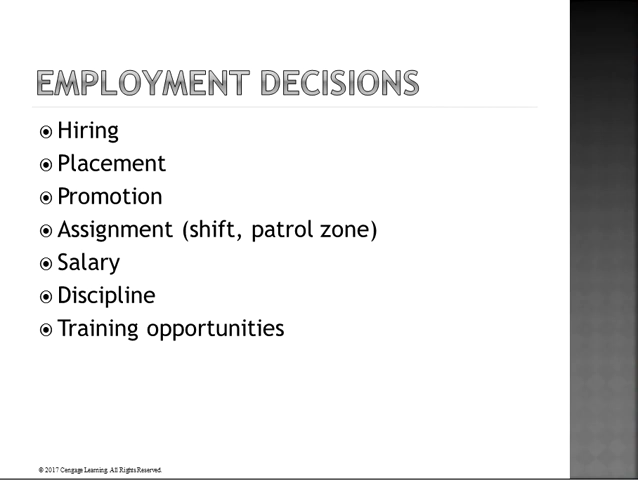 EMPLOYMENT DECISIONS
Hiring
Placement
Promotion
Assignment (shift, patrol zone)
Salary
Discipline
Training opportunities
© 2017 Cengage Learning. All Rights Reserved.